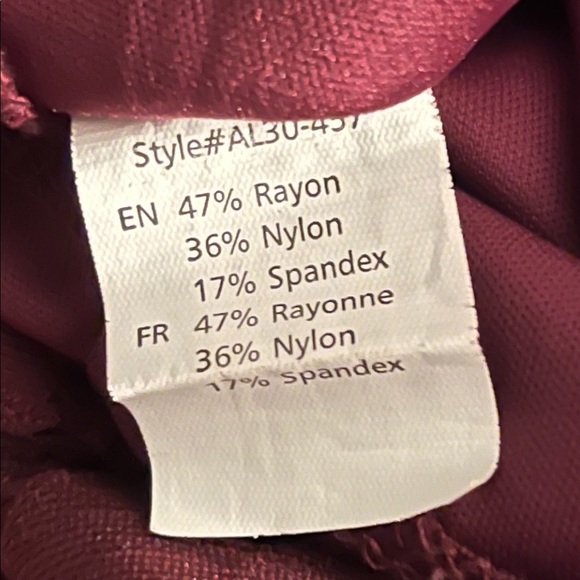 Style#AL30-457
EN 47% Rayon
36% Nylon
17% Spandex
FR 47% Rayonne
36% Nylon
17% Spandex